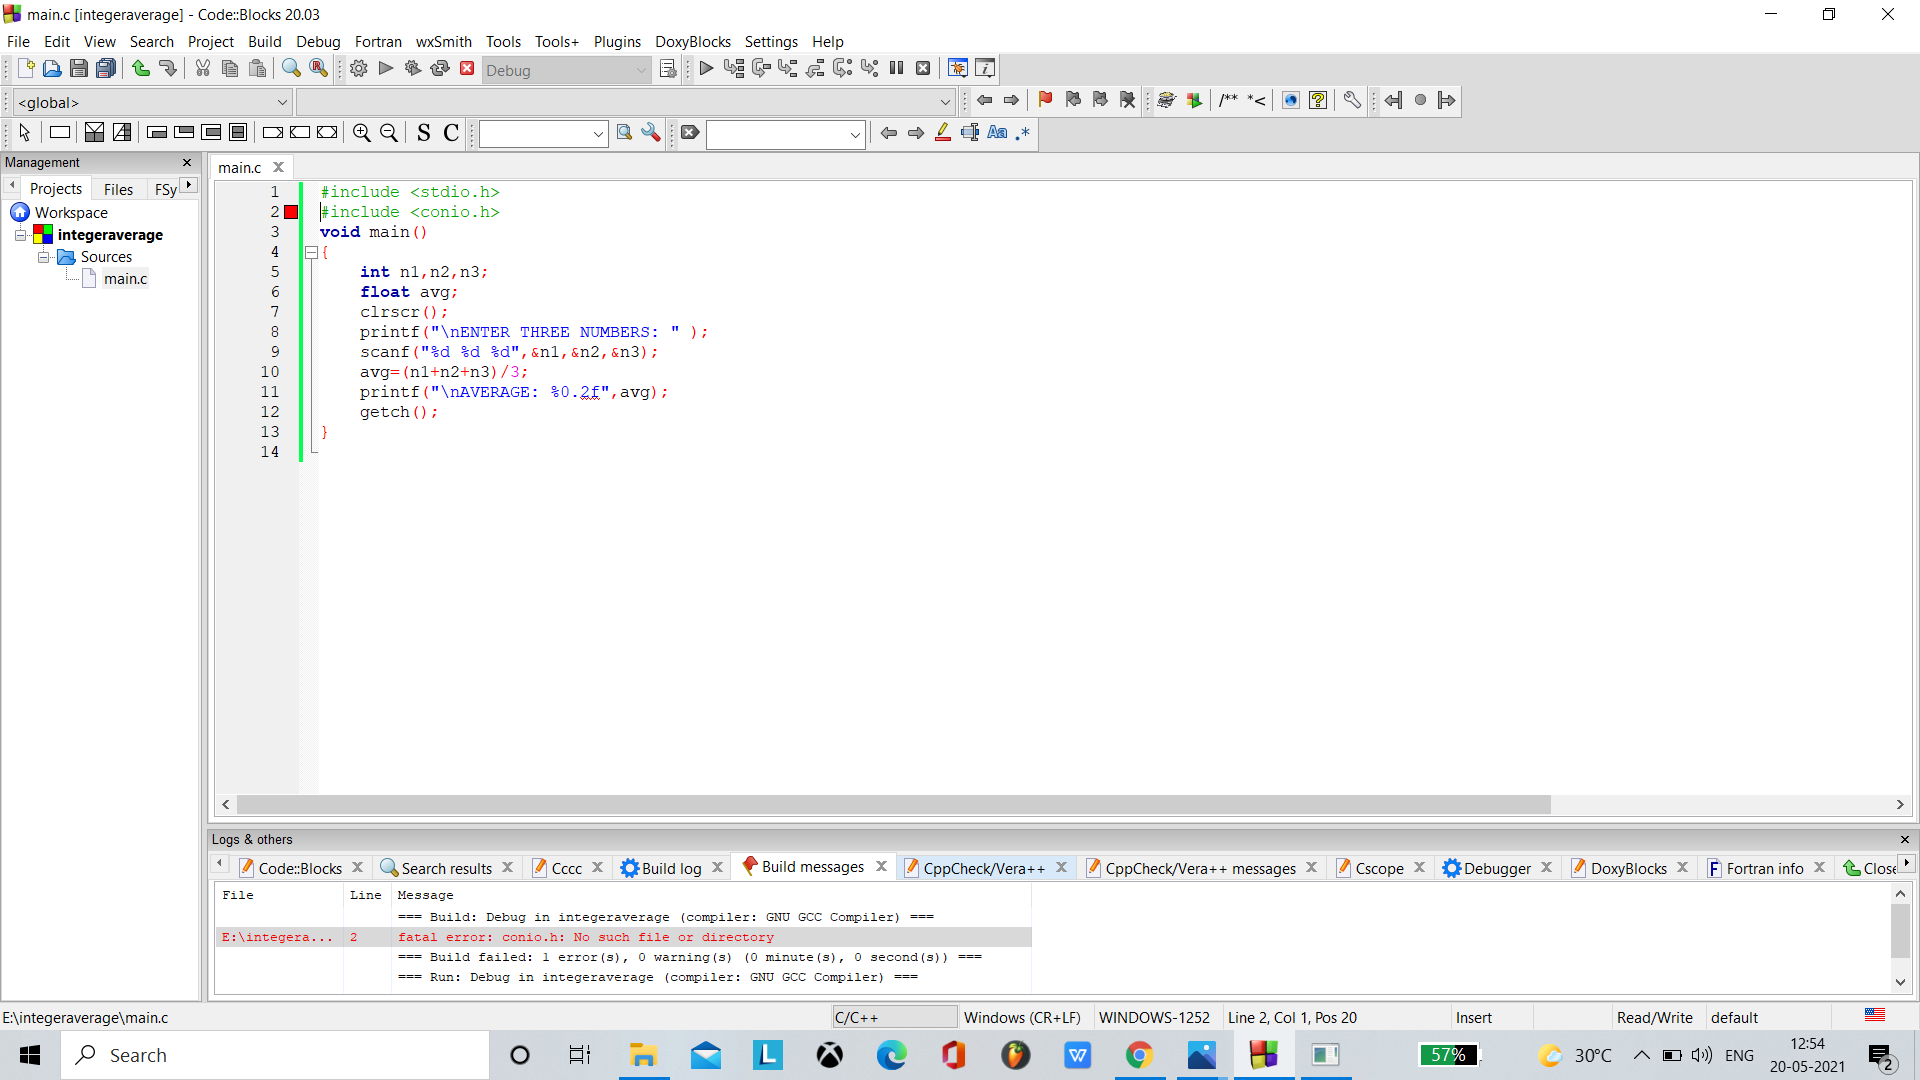 main.c [integeraverage] - Code::Blocks 20.03
File Edit View Search Project Build Debug Fortran wxSmith Tools Tools+ Plugins DoxyBlocks Settings Help
Debug
<global>
/** *<
S C
Aa .*
Management
main.c
Projects Files FSy
Workspace
integeraverage
Sources
main.c
1 #include <stdio.h>
2 #include <conio.h>
3 void main()
4 {
5 int n1,n2,n3;
6 float avg;
7 clrscr();
8 printf("\nENTER THREE NUMBERS: " );
9 scanf("%d %d %d",&n1,&n2,&n3);
10 avg=(n1+n2+n3)/3;
11 printf("\nAVERAGE: %0.2f",avg);
12 getch();
13 }
14
Logs & others
Code::Blocks Search results Cccc Build log Build messages CppCheck/Vera++ CppCheck/Vera++ messages Cscope Debugger DoxyBlocks Fortran info Close
File Line Message
=== Build: Debug in integeraverage (compiler: GNU GCC Compiler) ===
E:\integera... 2 fatal error: conio.h: No such file or directory
=== Build failed: 1 error(s), 0 warning(s) (0 minute(s), 0 second(s)) ===
=== Run: Debug in integeraverage (compiler: GNU GCC Compiler) ===
E:\integeraverage\main.c C/C++ Windows (CR+LF) WINDOWS-1252 Line 2, Col 1, Pos 20 Insert Read/Write default
Search 57% 30°C ENG 12:54
20-05-2021 2